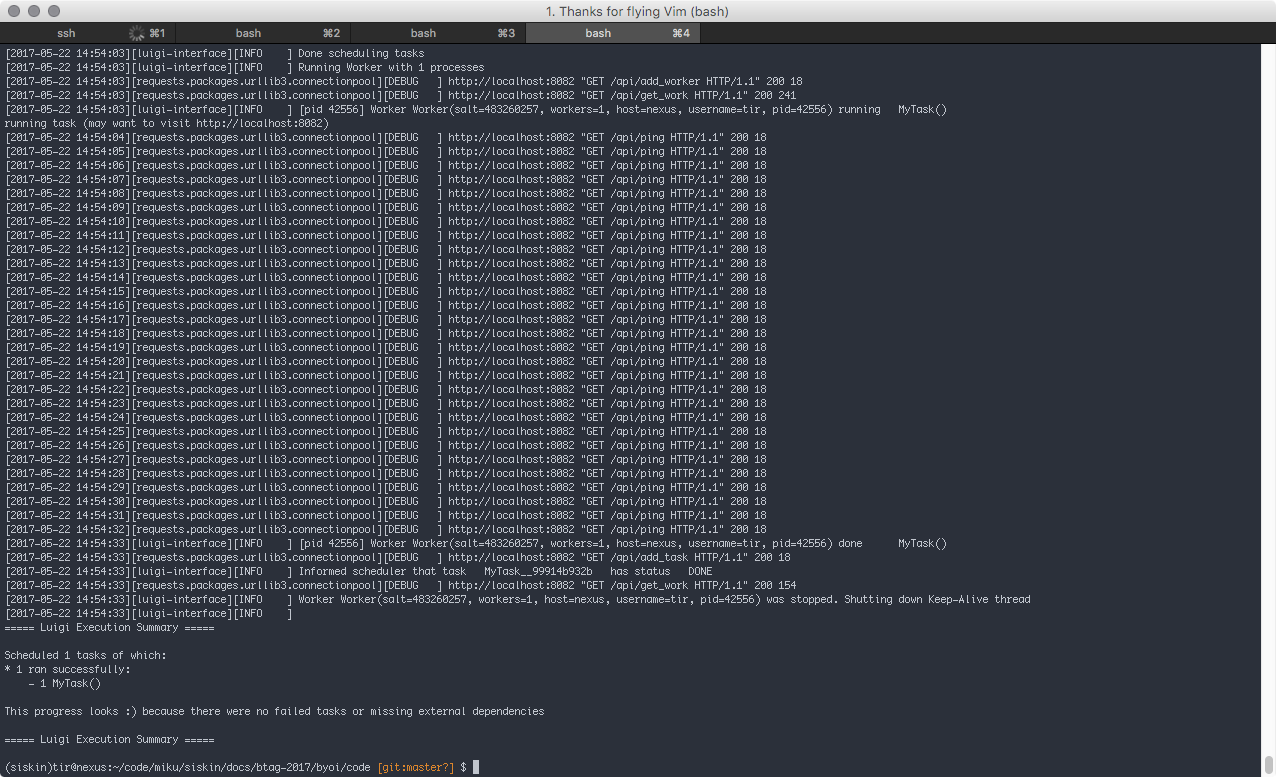 1. Thanks for flying Vim (bash)
ssh ⌘1 bash ⌘2 bash ⌘3 bash ⌘4
[2017-05-22 14:54:03][luigi-interface][INFO    ] Done scheduling tasks
[2017-05-22 14:54:03][luigi-interface][INFO    ] Running Worker with 1 processes
[2017-05-22 14:54:03][requests.packages.urllib3.connectionpool][DEBUG   ] http://localhost:8082 "GET /api/add_worker HTTP/1.1" 200 18
[2017-05-22 14:54:03][requests.packages.urllib3.connectionpool][DEBUG   ] http://localhost:8082 "GET /api/get_work HTTP/1.1" 200 241
[2017-05-22 14:54:03][luigi-interface][INFO    ] [pid 42556] Worker Worker(salt=483260257, workers=1, host=nexus, username=tir, pid=42556) running   MyTask()
running task (may want to visit http://localhost:8082)
[2017-05-22 14:54:04][requests.packages.urllib3.connectionpool][DEBUG   ] http://localhost:8082 "GET /api/ping HTTP/1.1" 200 18
[2017-05-22 14:54:05][requests.packages.urllib3.connectionpool][DEBUG   ] http://localhost:8082 "GET /api/ping HTTP/1.1" 200 18
[2017-05-22 14:54:06][requests.packages.urllib3.connectionpool][DEBUG   ] http://localhost:8082 "GET /api/ping HTTP/1.1" 200 18
[2017-05-22 14:54:07][requests.packages.urllib3.connectionpool][DEBUG   ] http://localhost:8082 "GET /api/ping HTTP/1.1" 200 18
[2017-05-22 14:54:08][requests.packages.urllib3.connectionpool][DEBUG   ] http://localhost:8082 "GET /api/ping HTTP/1.1" 200 18
[2017-05-22 14:54:09][requests.packages.urllib3.connectionpool][DEBUG   ] http://localhost:8082 "GET /api/ping HTTP/1.1" 200 18
[2017-05-22 14:54:10][requests.packages.urllib3.connectionpool][DEBUG   ] http://localhost:8082 "GET /api/ping HTTP/1.1" 200 18
[2017-05-22 14:54:11][requests.packages.urllib3.connectionpool][DEBUG   ] http://localhost:8082 "GET /api/ping HTTP/1.1" 200 18
[2017-05-22 14:54:12][requests.packages.urllib3.connectionpool][DEBUG   ] http://localhost:8082 "GET /api/ping HTTP/1.1" 200 18
[2017-05-22 14:54:13][requests.packages.urllib3.connectionpool][DEBUG   ] http://localhost:8082 "GET /api/ping HTTP/1.1" 200 18
[2017-05-22 14:54:14][requests.packages.urllib3.connectionpool][DEBUG   ] http://localhost:8082 "GET /api/ping HTTP/1.1" 200 18
[2017-05-22 14:54:15][requests.packages.urllib3.connectionpool][DEBUG   ] http://localhost:8082 "GET /api/ping HTTP/1.1" 200 18
[2017-05-22 14:54:16][requests.packages.urllib3.connectionpool][DEBUG   ] http://localhost:8082 "GET /api/ping HTTP/1.1" 200 18
[2017-05-22 14:54:17][requests.packages.urllib3.connectionpool][DEBUG   ] http://localhost:8082 "GET /api/ping HTTP/1.1" 200 18
[2017-05-22 14:54:18][requests.packages.urllib3.connectionpool][DEBUG   ] http://localhost:8082 "GET /api/ping HTTP/1.1" 200 18
[2017-05-22 14:54:19][requests.packages.urllib3.connectionpool][DEBUG   ] http://localhost:8082 "GET /api/ping HTTP/1.1" 200 18
[2017-05-22 14:54:20][requests.packages.urllib3.connectionpool][DEBUG   ] http://localhost:8082 "GET /api/ping HTTP/1.1" 200 18
[2017-05-22 14:54:21][requests.packages.urllib3.connectionpool][DEBUG   ] http://localhost:8082 "GET /api/ping HTTP/1.1" 200 18
[2017-05-22 14:54:22][requests.packages.urllib3.connectionpool][DEBUG   ] http://localhost:8082 "GET /api/ping HTTP/1.1" 200 18
[2017-05-22 14:54:23][requests.packages.urllib3.connectionpool][DEBUG   ] http://localhost:8082 "GET /api/ping HTTP/1.1" 200 18
[2017-05-22 14:54:24][requests.packages.urllib3.connectionpool][DEBUG   ] http://localhost:8082 "GET /api/ping HTTP/1.1" 200 18
[2017-05-22 14:54:25][requests.packages.urllib3.connectionpool][DEBUG   ] http://localhost:8082 "GET /api/ping HTTP/1.1" 200 18
[2017-05-22 14:54:26][requests.packages.urllib3.connectionpool][DEBUG   ] http://localhost:8082 "GET /api/ping HTTP/1.1" 200 18
[2017-05-22 14:54:27][requests.packages.urllib3.connectionpool][DEBUG   ] http://localhost:8082 "GET /api/ping HTTP/1.1" 200 18
[2017-05-22 14:54:28][requests.packages.urllib3.connectionpool][DEBUG   ] http://localhost:8082 "GET /api/ping HTTP/1.1" 200 18
[2017-05-22 14:54:29][requests.packages.urllib3.connectionpool][DEBUG   ] http://localhost:8082 "GET /api/ping HTTP/1.1" 200 18
[2017-05-22 14:54:30][requests.packages.urllib3.connectionpool][DEBUG   ] http://localhost:8082 "GET /api/ping HTTP/1.1" 200 18
[2017-05-22 14:54:31][requests.packages.urllib3.connectionpool][DEBUG   ] http://localhost:8082 "GET /api/ping HTTP/1.1" 200 18
[2017-05-22 14:54:32][requests.packages.urllib3.connectionpool][DEBUG   ] http://localhost:8082 "GET /api/ping HTTP/1.1" 200 18
[2017-05-22 14:54:33][luigi-interface][INFO    ] [pid 42556] Worker Worker(salt=483260257, workers=1, host=nexus, username=tir, pid=42556) done      MyTask()
[2017-05-22 14:54:33][requests.packages.urllib3.connectionpool][DEBUG   ] http://localhost:8082 "GET /api/add_task HTTP/1.1" 200 18
[2017-05-22 14:54:33][luigi-interface][INFO    ] Informed scheduler that task   MyTask__99914b932b   has status   DONE
[2017-05-22 14:54:33][requests.packages.urllib3.connectionpool][DEBUG   ] http://localhost:8082 "GET /api/get_work HTTP/1.1" 200 154
[2017-05-22 14:54:33][luigi-interface][INFO    ] Worker Worker(salt=483260257, workers=1, host=nexus, username=tir, pid=42556) was stopped. Shutting down Keep-Alive thread
[2017-05-22 14:54:33][luigi-interface][INFO    ]
===== Luigi Execution Summary =====
Scheduled 1 tasks of which:
* 1 ran successfully:
    - 1 MyTask()
This progress looks :) because there were no failed tasks or missing external dependencies
===== Luigi Execution Summary =====
(siskin)tir@nexus:~/code/miku/siskin/docs/btag-2017/byoi/code [git:master?] $